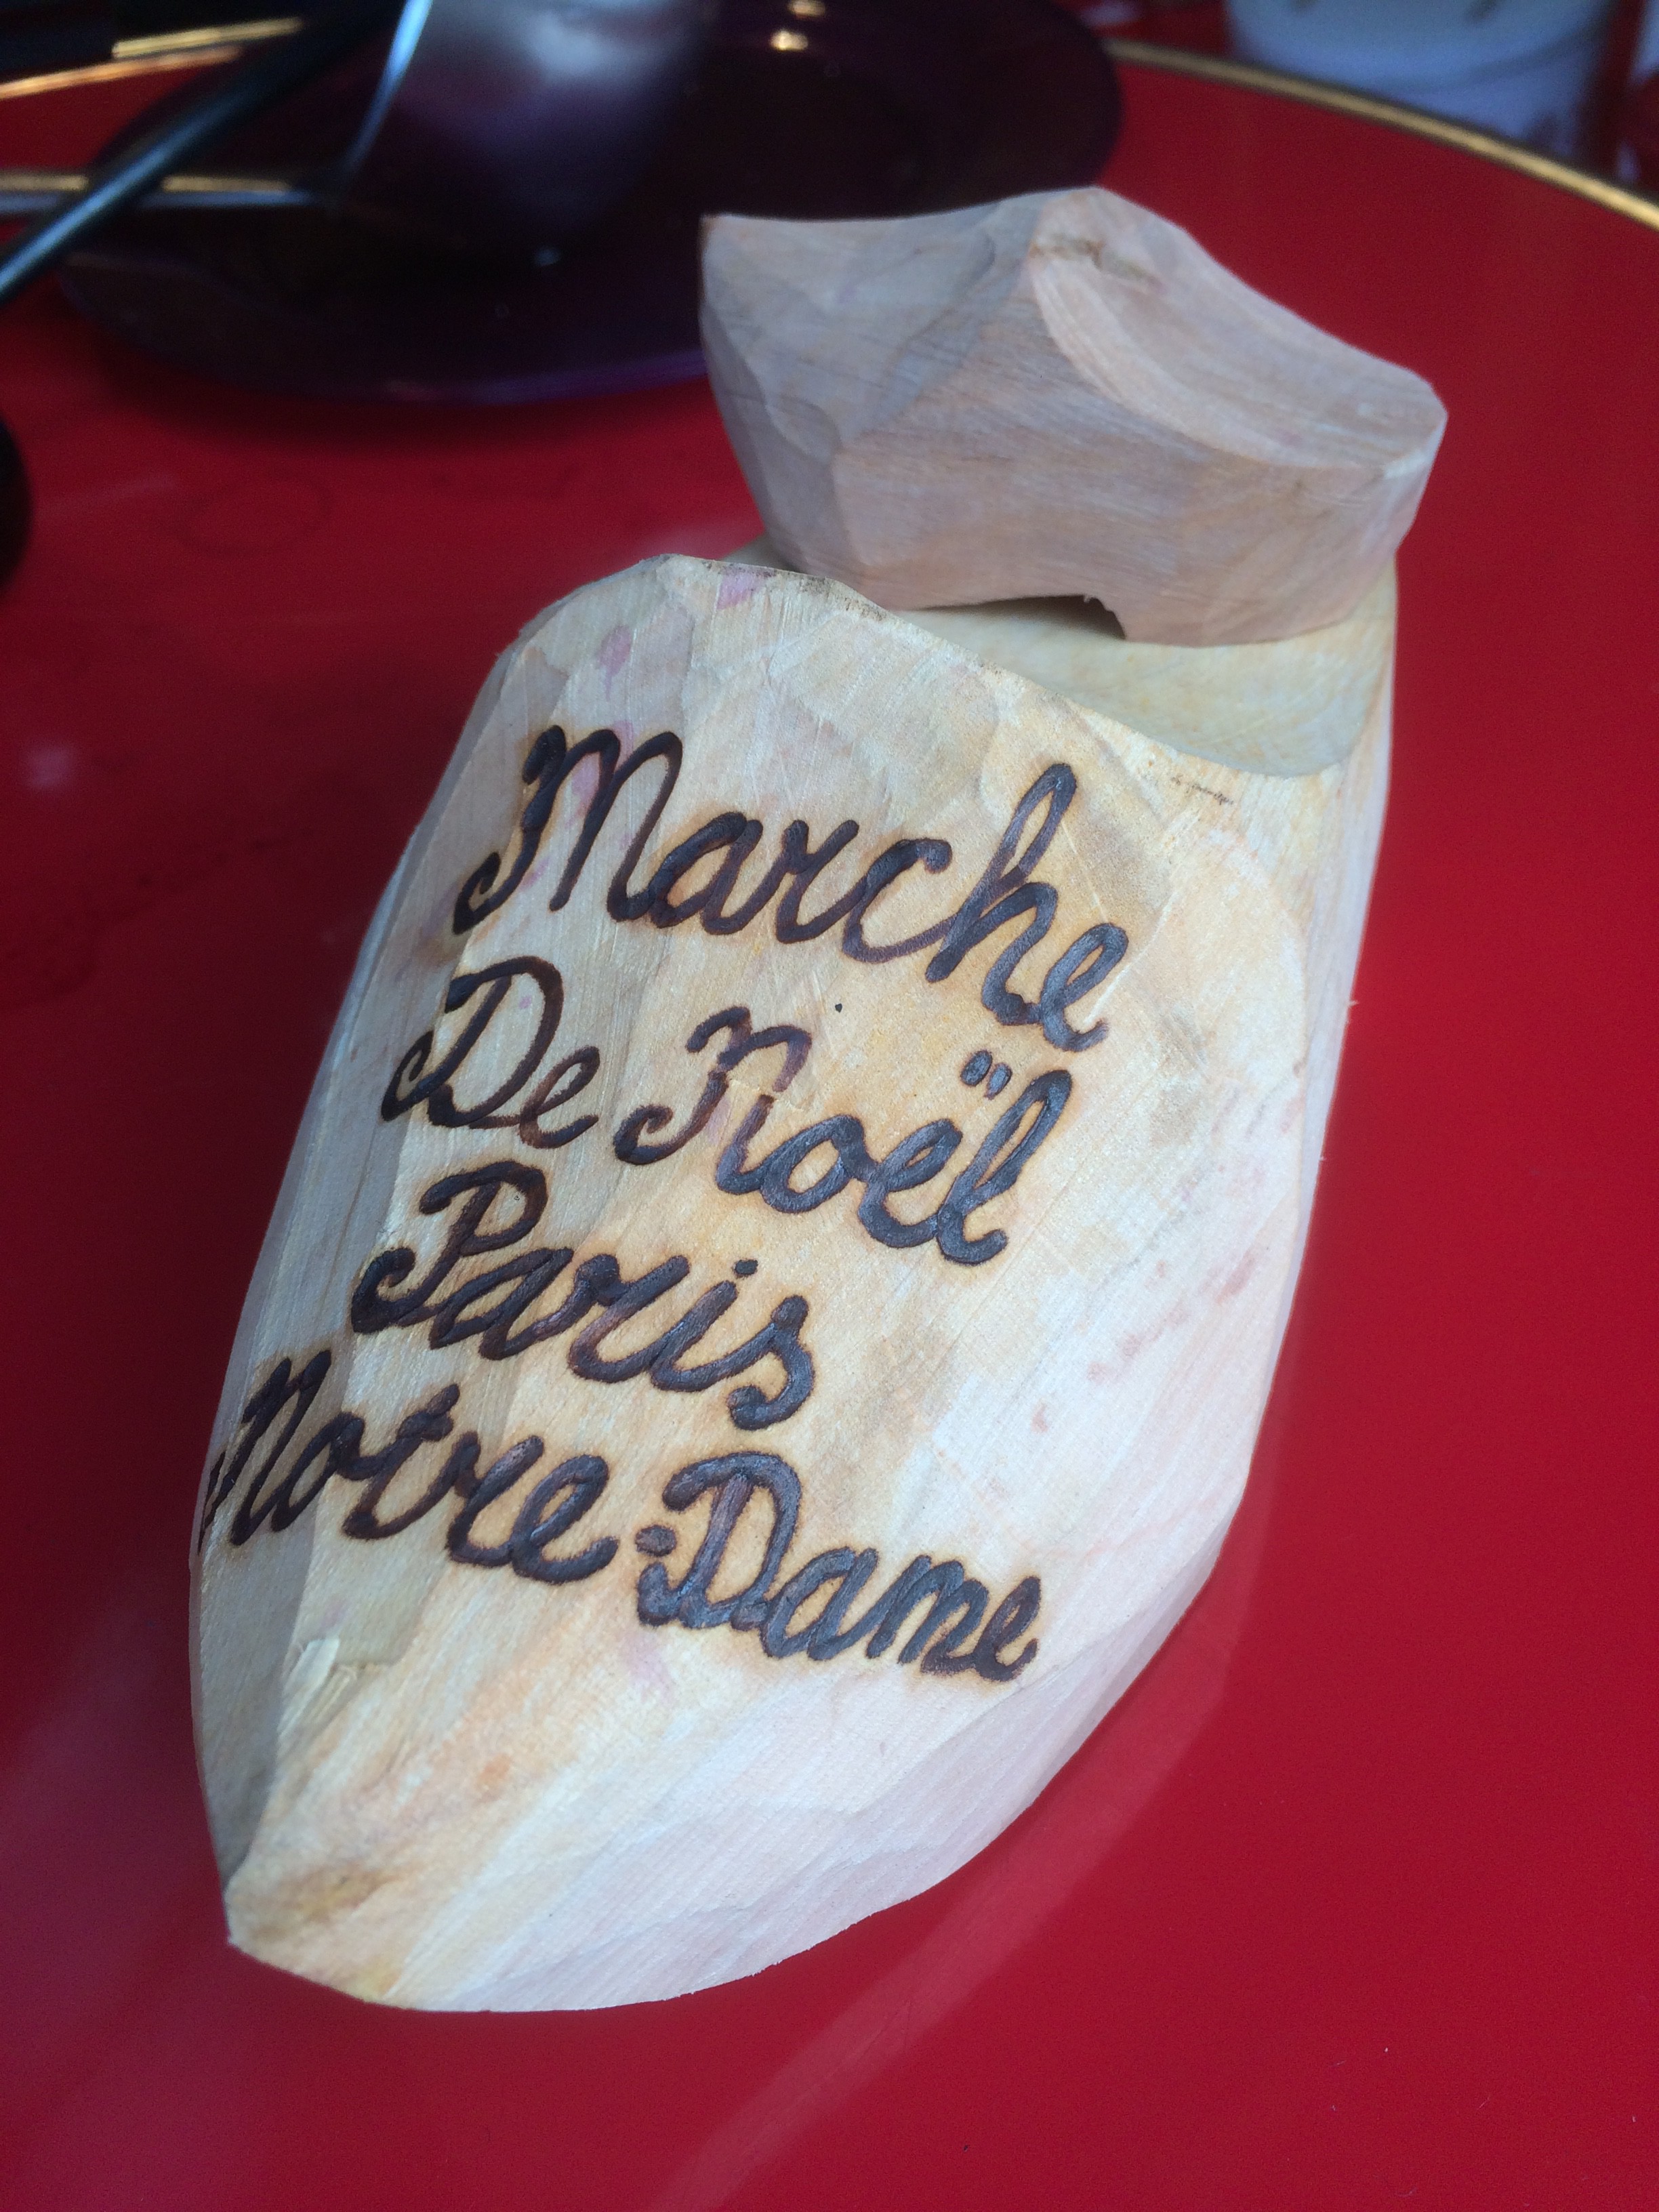 Marche
De Noël
Paris
Notre-Dame